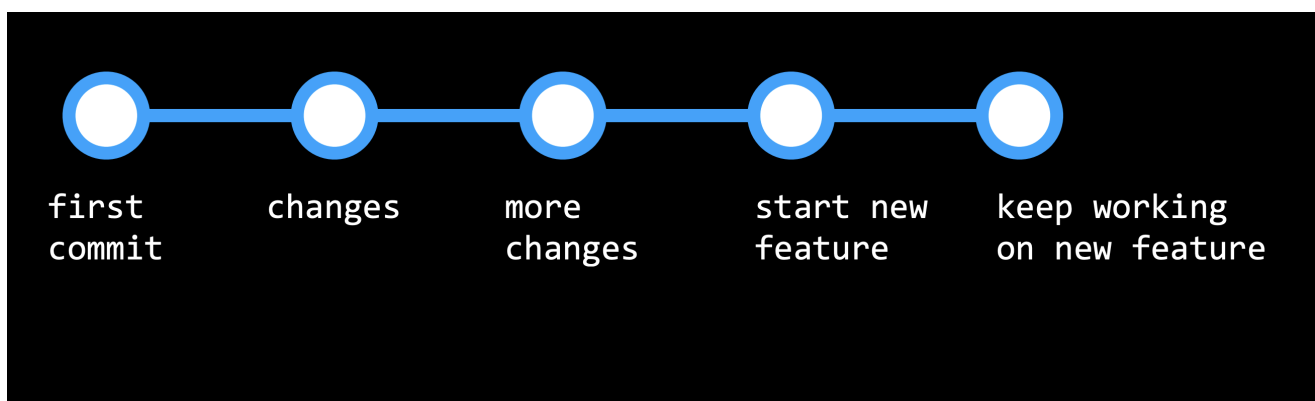 first
commit
changes
more
changes
start new
feature
keep working
on new feature